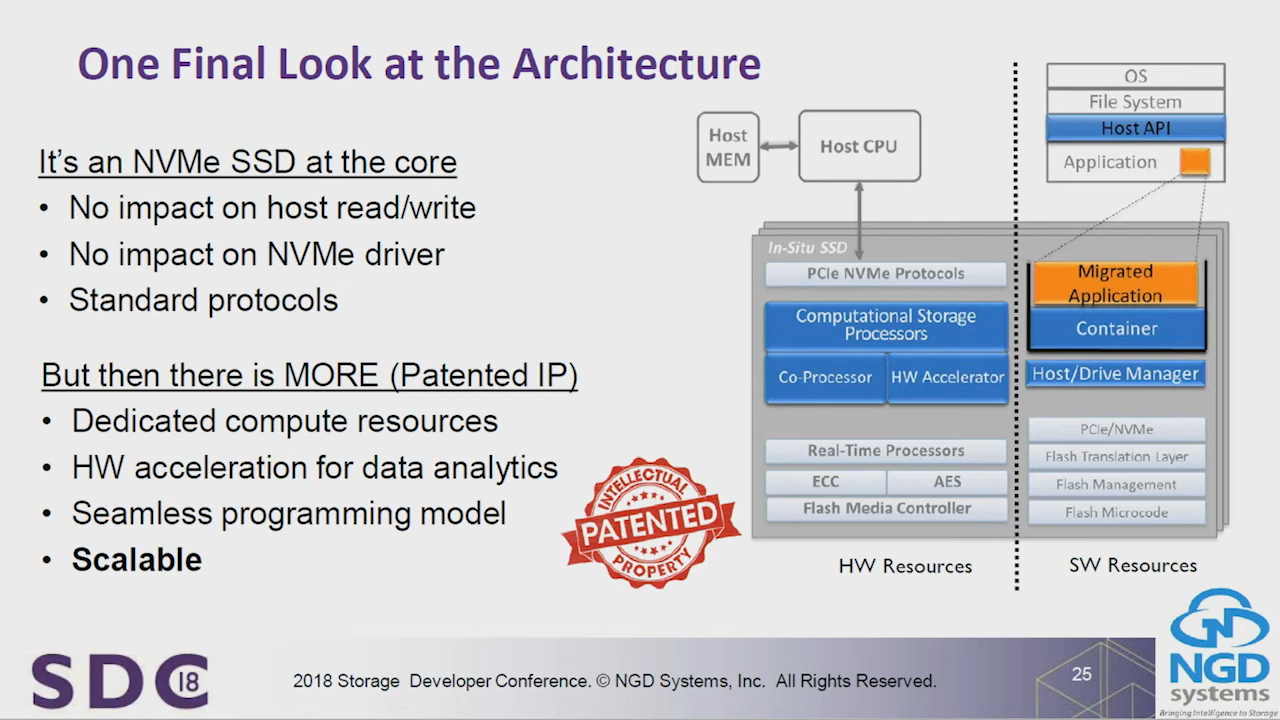 One Final Look at the Architecture
It's an NVMe SSD at the core
• No impact on host read/write
• No impact on NVMe driver
• Standard protocols
But then there is MORE (Patented IP)
• Dedicated compute resources
• HW acceleration for data analytics
• Seamless programming model
• Scalable
INTELLECTUAL
PATENTED
PROPERTY
Host
MEM
Host CPU
In-Situ SSD
PCIe NVMe Protocols
Computational Storage
Processors
Co-Processor
HW Accelerator
Real-Time Processors
ECC
AES
Flash Media Controller
HW Resources
OS
File System
Host API
Application
Migrated
Application
Container
Host/Drive Manager
PCIe/NVMe
Flash Translation Layer
Flash Management
Flash Microcode
SW Resources
SDC 18
2018 Storage Developer Conference. © NGD Systems, Inc. All Rights Reserved.
25
ND
NGD
systems
Bringing Intelligence to Storage